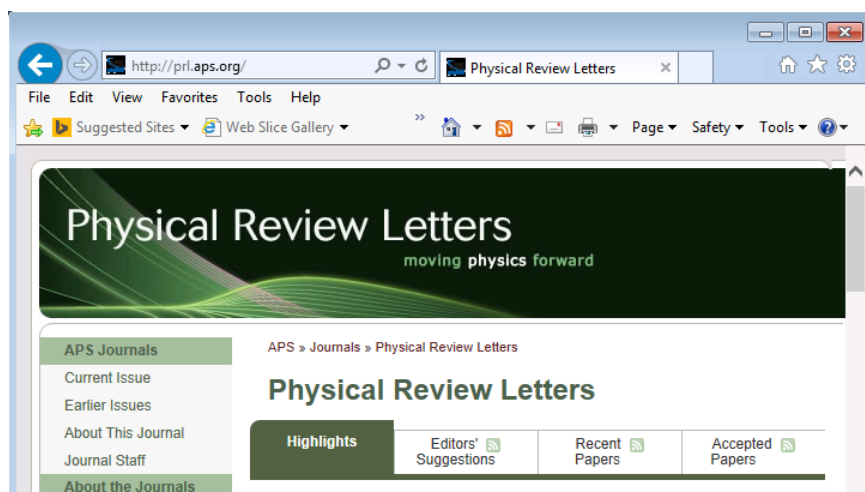 http://prl.aps.org/
Physical Review Letters
File Edit View Favorites Tools Help
Suggested Sites Web Slice Gallery » Page Safety Tools
Physical Review Letters
moving physics forward
APS Journals
Current Issue
Earlier Issues
About This Journal
Journal Staff
About the Journals
APS » Journals » Physical Review Letters
Physical Review Letters
Highlights
Editors'
Suggestions
Recent
Papers
Accepted
Papers